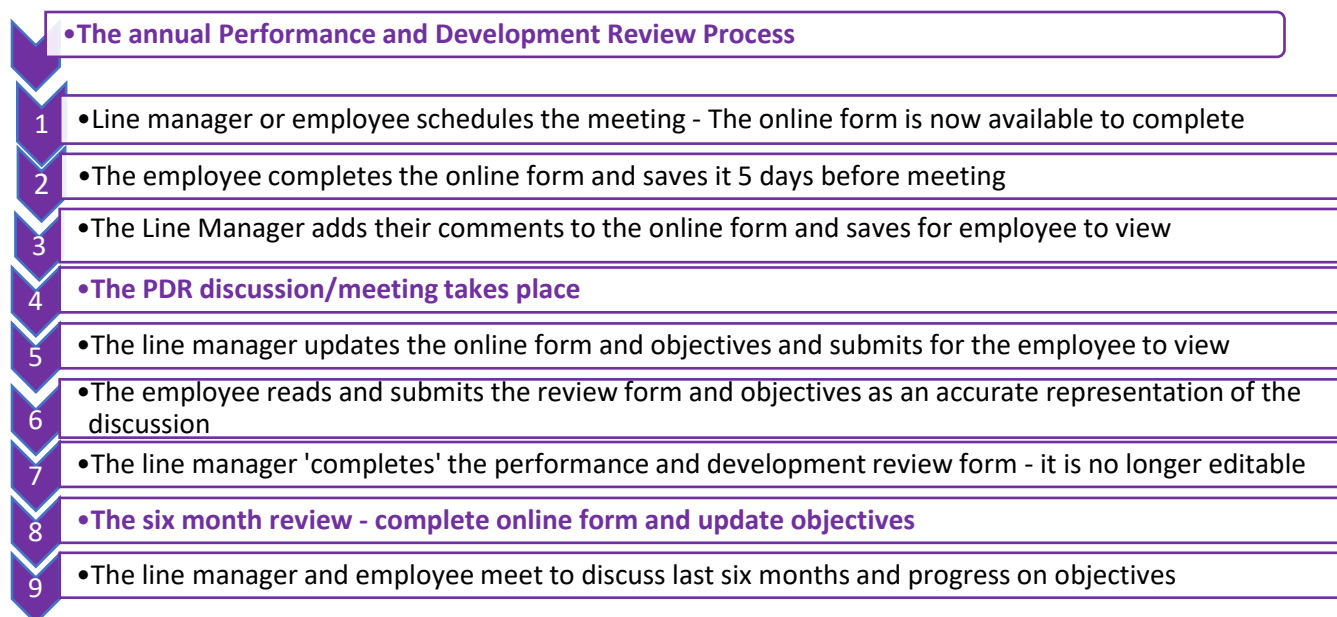 •The annual Performance and Development Review Process
1 •Line manager or employee schedules the meeting - The online form is now available to complete
2 •The employee completes the online form and saves it 5 days before meeting
3 •The Line Manager adds their comments to the online form and saves for employee to view
4 •The PDR discussion/meeting takes place
5 •The line manager updates the online form and objectives and submits for the employee to view
6 •The employee reads and submits the review form and objectives as an accurate representation of the
discussion
7 •The line manager 'completes' the performance and development review form - it is no longer editable
8 •The six month review - complete online form and update objectives
9 •The line manager and employee meet to discuss last six months and progress on objectives